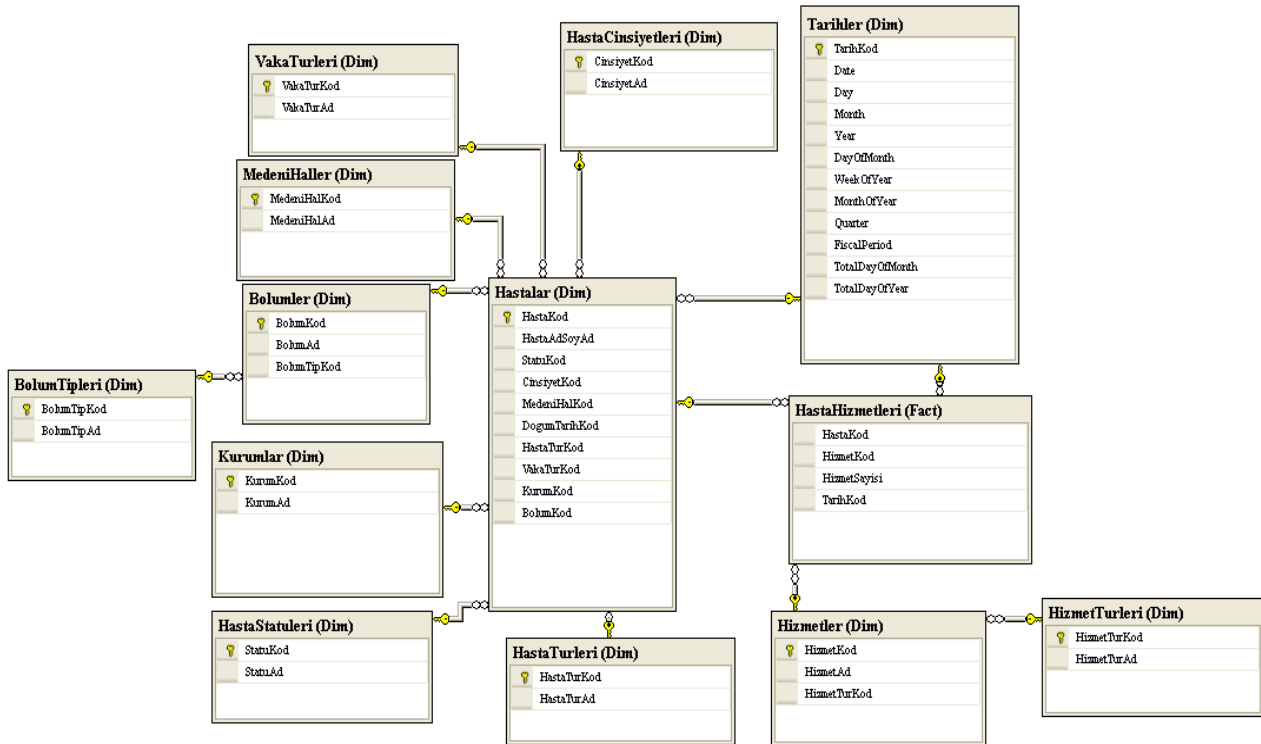 VakaTurleri (Dim)
VakaTurKod
VakaTurAd
HastaCinsiyetleri (Dim)
CinsiyetKod
CinsiyetAd
Tarihler (Dim)
TarihKod
Date
Day
Month
Year
DayOfMonth
WeekOfYear
MonthOfYear
Quarter
FiscalPeriod
TotalDayOfMonth
TotalDayOfYear
MedeniHaller (Dim)
MedeniHalKod
MedeniHalAd
Bolumler (Dim)
BolumKod
BolumAd
BolumTipKod
BolumTipleri (Dim)
BolumTipKod
BolumTipAd
Hastalar (Dim)
HastaKod
HastaAdSoyAd
StatuKod
CinsiyetKod
MedeniHalKod
DogumTarihKod
HastaTurKod
VakaTurKod
KurumKod
BolumKod
HastaHizmetleri (Fact)
HastaKod
HizmetKod
HizmetSayisi
TarihKod
Kurumlar (Dim)
KurumKod
KurumAd
HastaStatuleri (Dim)
StatuKod
StatuAd
HastaTurleri (Dim)
HastaTurKod
HastaTurAd
Hizmetler (Dim)
HizmetKod
HizmetAd
HizmetTurKod
HizmetTurleri (Dim)
HizmetTurKod
HizmetTurAd